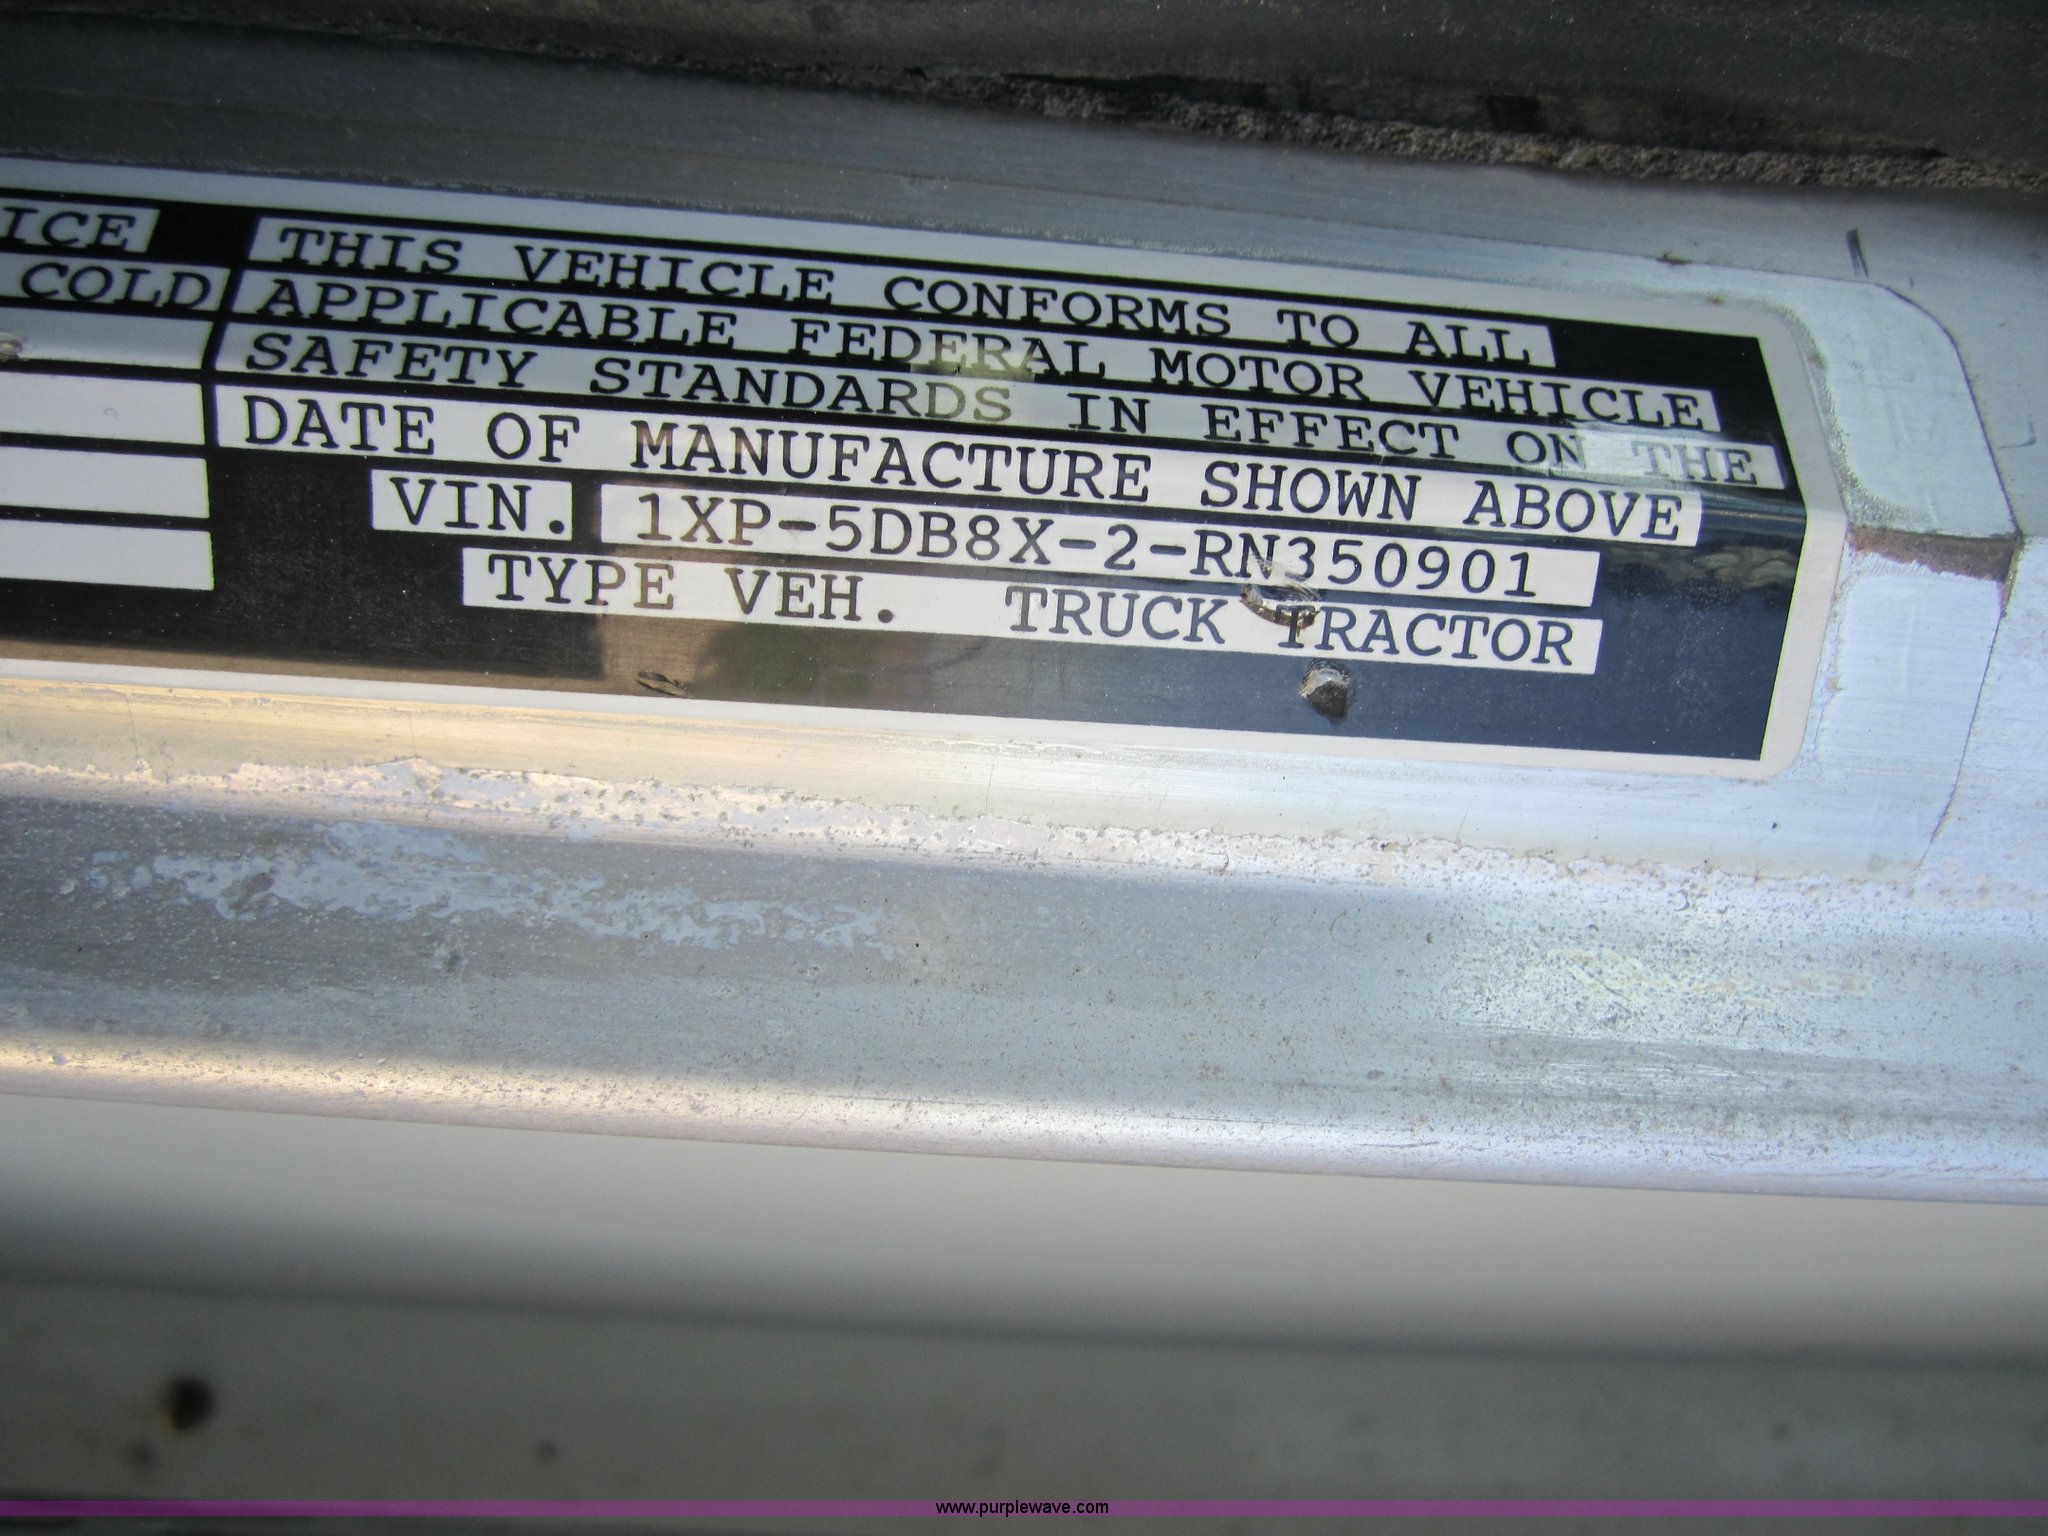 ICE
COLD
THIS VEHICLE CONFORMS TO ALL
APPLICABLE FEDERAL MOTOR VEHICLE
SAFETY STANDARDS IN EFFECT ON THE
DATE OF MANUFACTURE SHOWN ABOVE
VIN. 1XP-5DB8X-2-RN350901
TYPE VEH. TRUCK TRACTOR
www.purplewave.com